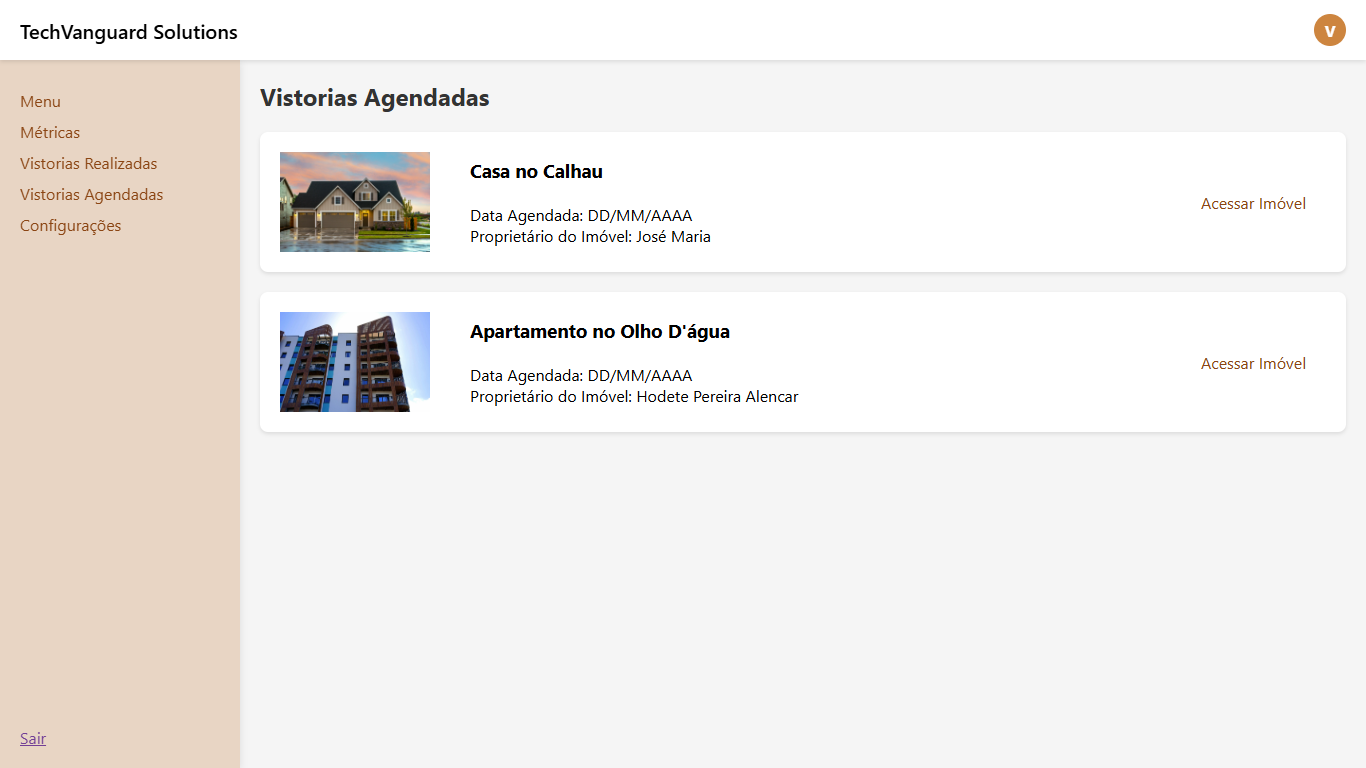 TechVanguard Solutions
V
Menu
Métricas
Vistorias Realizadas
Vistorias Agendadas
Configurações
Sair
Vistorias Agendadas
Casa no Calhau
Data Agendada: DD/MM/AAAA
Proprietário do Imóvel: José Maria
Acessar Imóvel
Apartamento no Olho D'água
Data Agendada: DD/MM/AAAA
Proprietário do Imóvel: Hodete Pereira Alencar
Acessar Imóvel